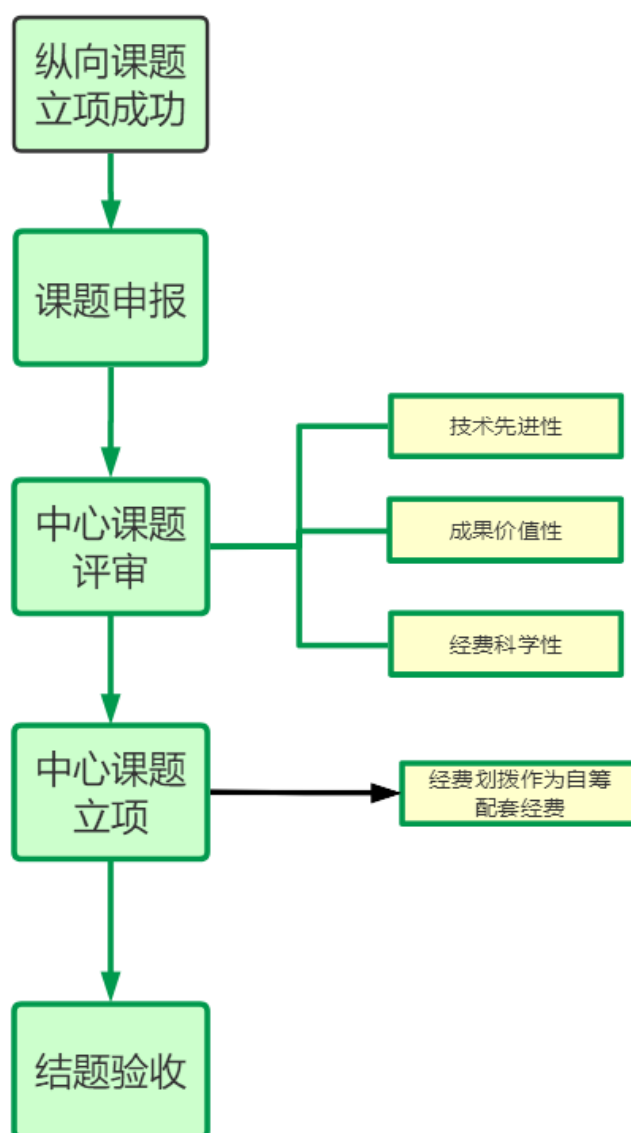 纵向课题
立项成功
课题申报
技术先进性
中心课题
评审
成果价值性
经费科学性
中心课题
立项
经费划拨作为自筹
配套经费
结题验收